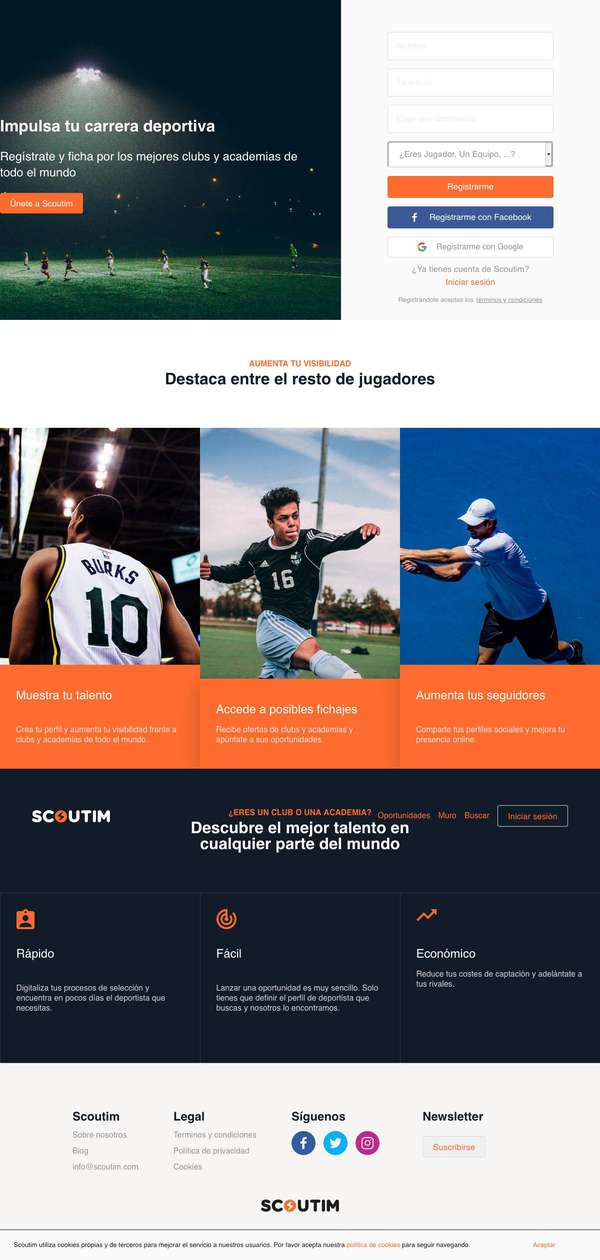 Impulsa tu carrera deportiva
Regístrate y ficha por los mejores clubs y academias de
todo el mundo
Únete a Scoutim
Nombre
¿Eres Jugador, Un Equipo, ...?
Registrarme
Registrarme con Facebook
Registrarme con Google
¿Ya tienes cuenta de Scoutim?
Iniciar sesión
Registrándote aceptas los términos y condiciones
AUMENTA TU VISIBILIDAD
Destaca entre el resto de jugadores
BURKS
10
16
Muestra tu talento
Crea tu perfil y aumenta tu visibilidad frente a
clubs y academias de todo el mundo.
Accede a posibles fichajes
Recibe ofertas de clubs y academias y
apúntate a sus oportunidades.
Aumenta tus seguidores
Comparte tus perfiles sociales y mejora tu
presencia online.
SCOUTIM
¿ERES UN CLUB O UNA ACADEMIA?
Oportunidades Muro Buscar Iniciar sesión
Descubre el mejor talento en
cualquier parte del mundo
Rápido
Digitaliza tus procesos de selección y
encuentra en pocos días el deportista que
necesitas.
Fácil
Lanzar una oportunidad es muy sencillo. Solo
tienes que definir el perfil de deportista que
buscas y nosotros lo encontramos.
Económico
Reduce tus costes de captación y adelántate a
tus rivales.
Scoutim
Sobre nosotros
Blog
info@scoutim.com
Legal
Terminos y condiciones
Política de privacidad
Cookies
Síguenos
Newsletter
Suscribirse
SCOUTIM
Scoutim utiliza cookies propias y de terceros para mejorar el servicio a nuestros usuarios. Por favor acepta nuestra política de cookies para seguir navegando.
Aceptar